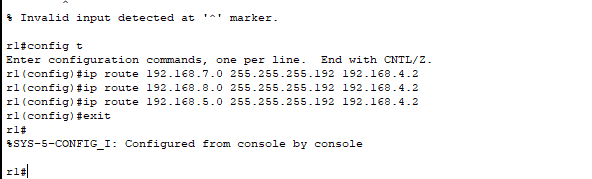 ^
% Invalid input detected at '^' marker.
r1#config t
Enter configuration commands, one per line. End with CNTL/Z.
r1(config)#ip route 192.168.7.0 255.255.255.192 192.168.4.2
r1(config)#ip route 192.168.8.0 255.255.255.192 192.168.4.2
r1(config)#ip route 192.168.5.0 255.255.255.192 192.168.4.2
r1(config)#exit
r1#
%SYS-5-CONFIG_I: Configured from console by console
r1#